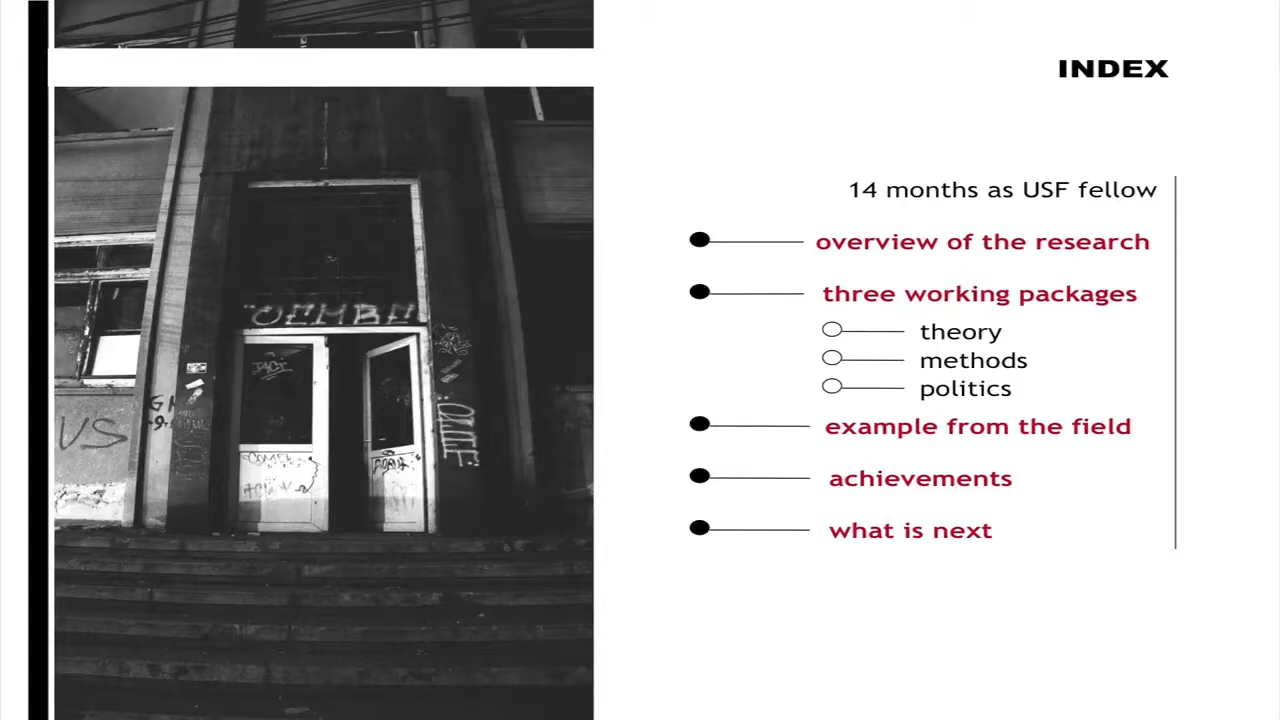 INDEX
14 months as USF fellow
overview of the research
three working packages
theory
methods
politics
example from the field
achievements
what is next
VS